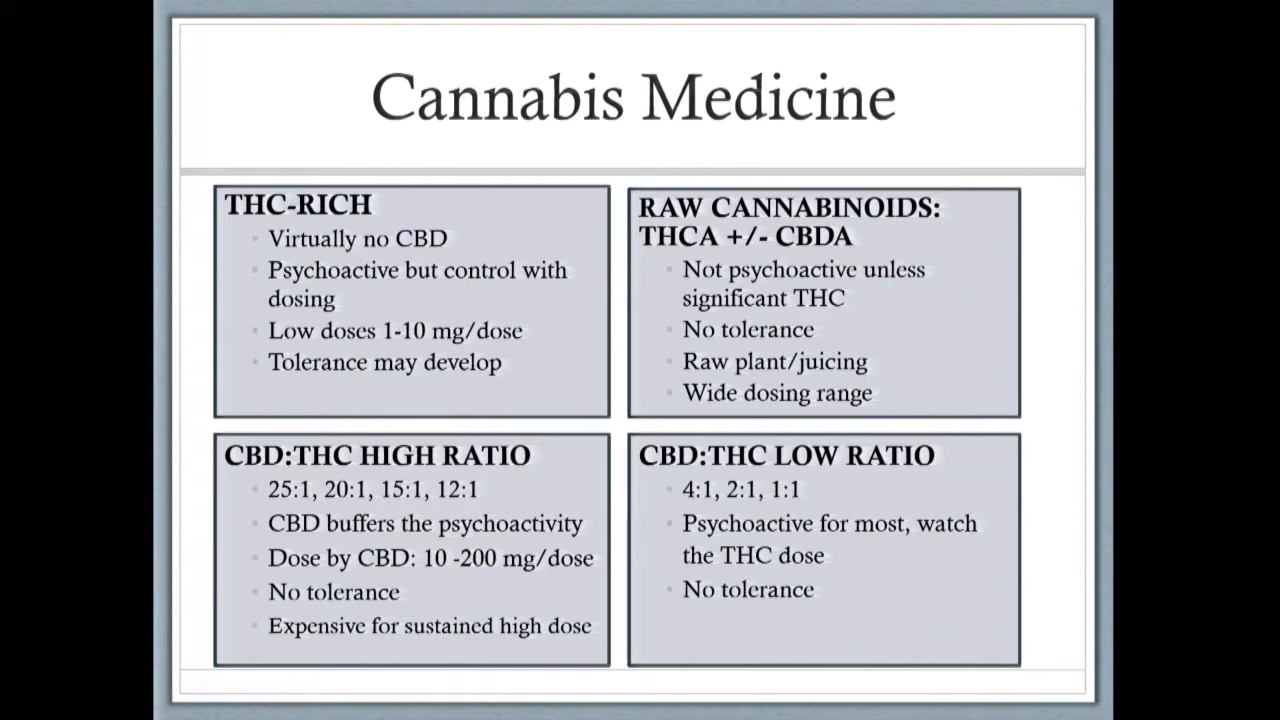 Cannabis Medicine
THC-RICH
Virtually no CBD
Psychoactive but control with
dosing
Low doses 1-10 mg/dose
Tolerance may develop
RAW CANNABINOIDS:
THCA +/- CBDA
Not psychoactive unless
significant THC
No tolerance
Raw plant/juicing
Wide dosing range
CBD:THC HIGH RATIO
25:1, 20:1, 15:1, 12:1
CBD buffers the psychoactivity
Dose by CBD: 10 -200 mg/dose
No tolerance
Expensive for sustained high dose
CBD:THC LOW RATIO
4:1, 2:1, 1:1
Psychoactive for most, watch
the THC dose
No tolerance